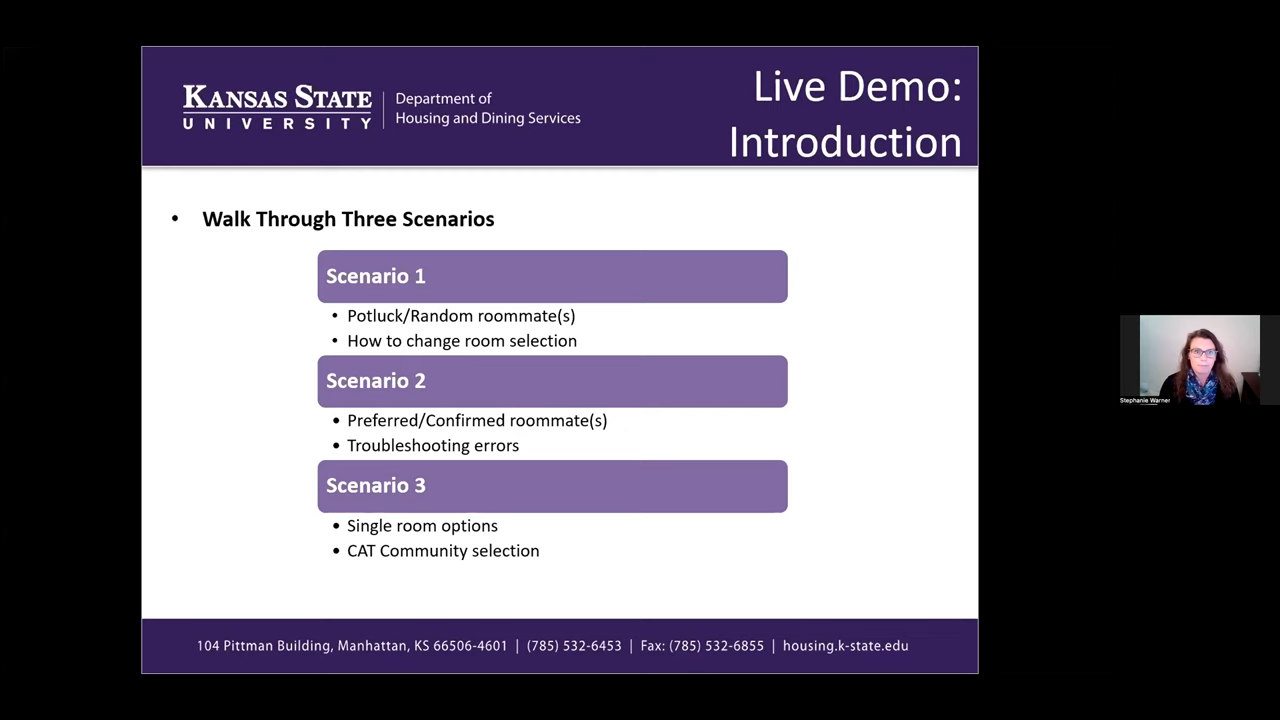 KANSAS STATE
UNIVERSITY
Department of
Housing and Dining Services
Live Demo:
Introduction
• Walk Through Three Scenarios
Scenario 1
• Potluck/Random roommate(s)
• How to change room selection
Scenario 2
• Preferred/Confirmed roommate(s)
• Troubleshooting errors
Scenario 3
• Single room options
• CAT Community selection
104 Pittman Building, Manhattan, KS 66506-4601 | (785) 532-6453 | Fax: (785) 532-6855 | housing.k-state.edu
Stephanie Warner